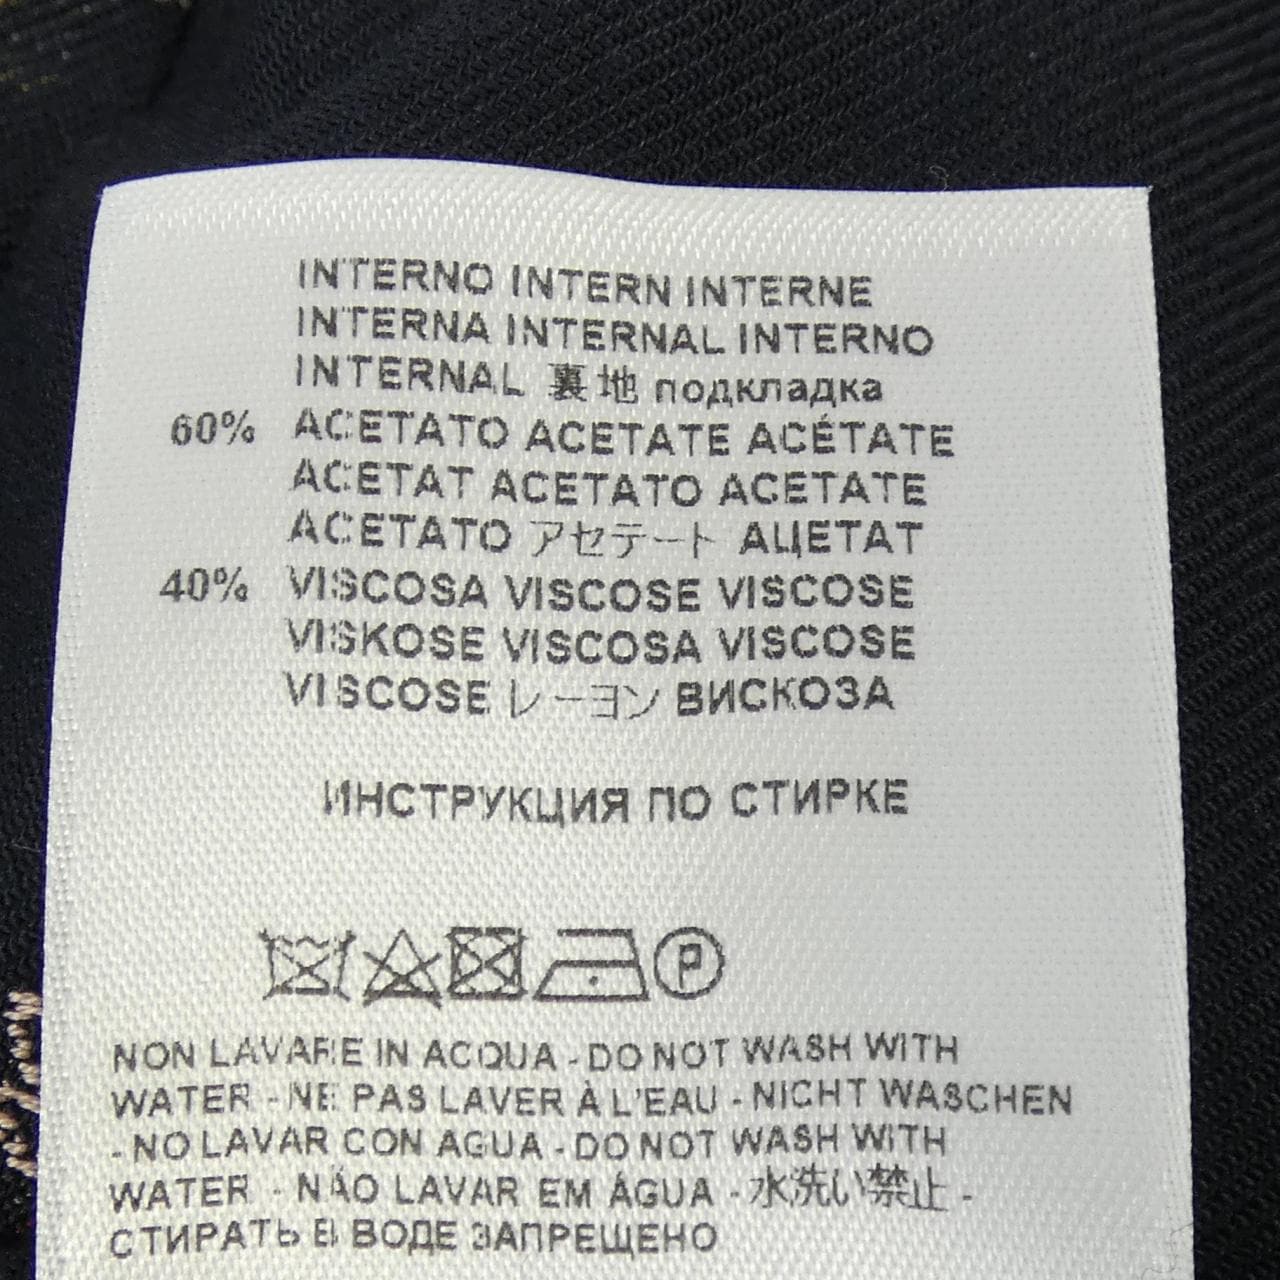 INTERNO INTERN INTERNE
INTERNA INTERNAL INTERNO
INTERNAL 裏地 подкладка
60% ACETATO ACETATE ACÉTATE
ACETAT ACETATO ACETATE
ACETATO アセテート АЦЕТАТ
40% VISCOSA VISCOSE VISCOSE
VISKOSE VISCOSA VISCOSE
VISCOSE レーヨン ВИСКОЗА
ИНСТРУКЦИЯ ПО СТИРКЕ
P
NON LAVARE IN ACQUA - DO NOT WASH WITH
WATER - NE PAS LAVER À L'EAU - NICHT WASCHEN
- NO LAVAR CON AGUA - DO NOT WASH WITH
WATER - NÃO LAVAR EM ÁGUA - 水洗い禁止 -
СТИРАТЬ В ВОДЕ ЗАПРЕЩЕНО